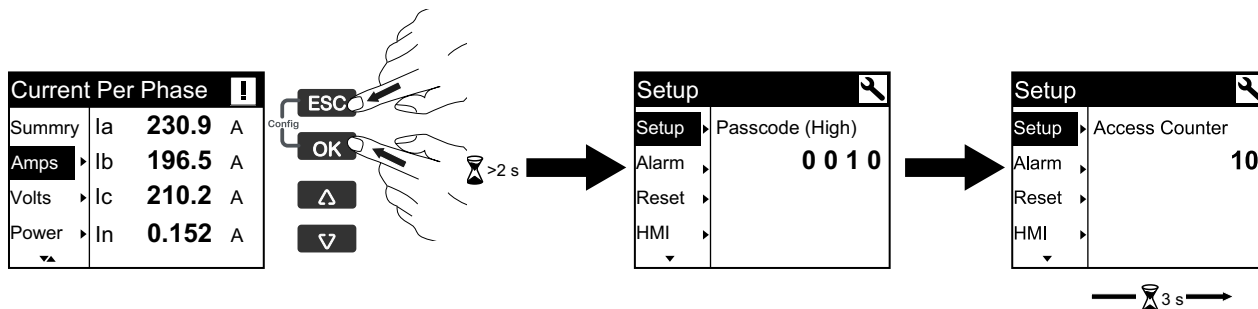 Current Per Phase !
Summry Ia 230.9 A
Amps Ib 196.5 A
Volts Ic 210.2 A
Power In 0.152 A
Config
ESC
OK
>2 s
Setup
Setup Passcode (High)
Alarm 0 0 1 0
Reset
HMI
Setup
Setup Access Counter
Alarm 10
Reset
HMI
3 s